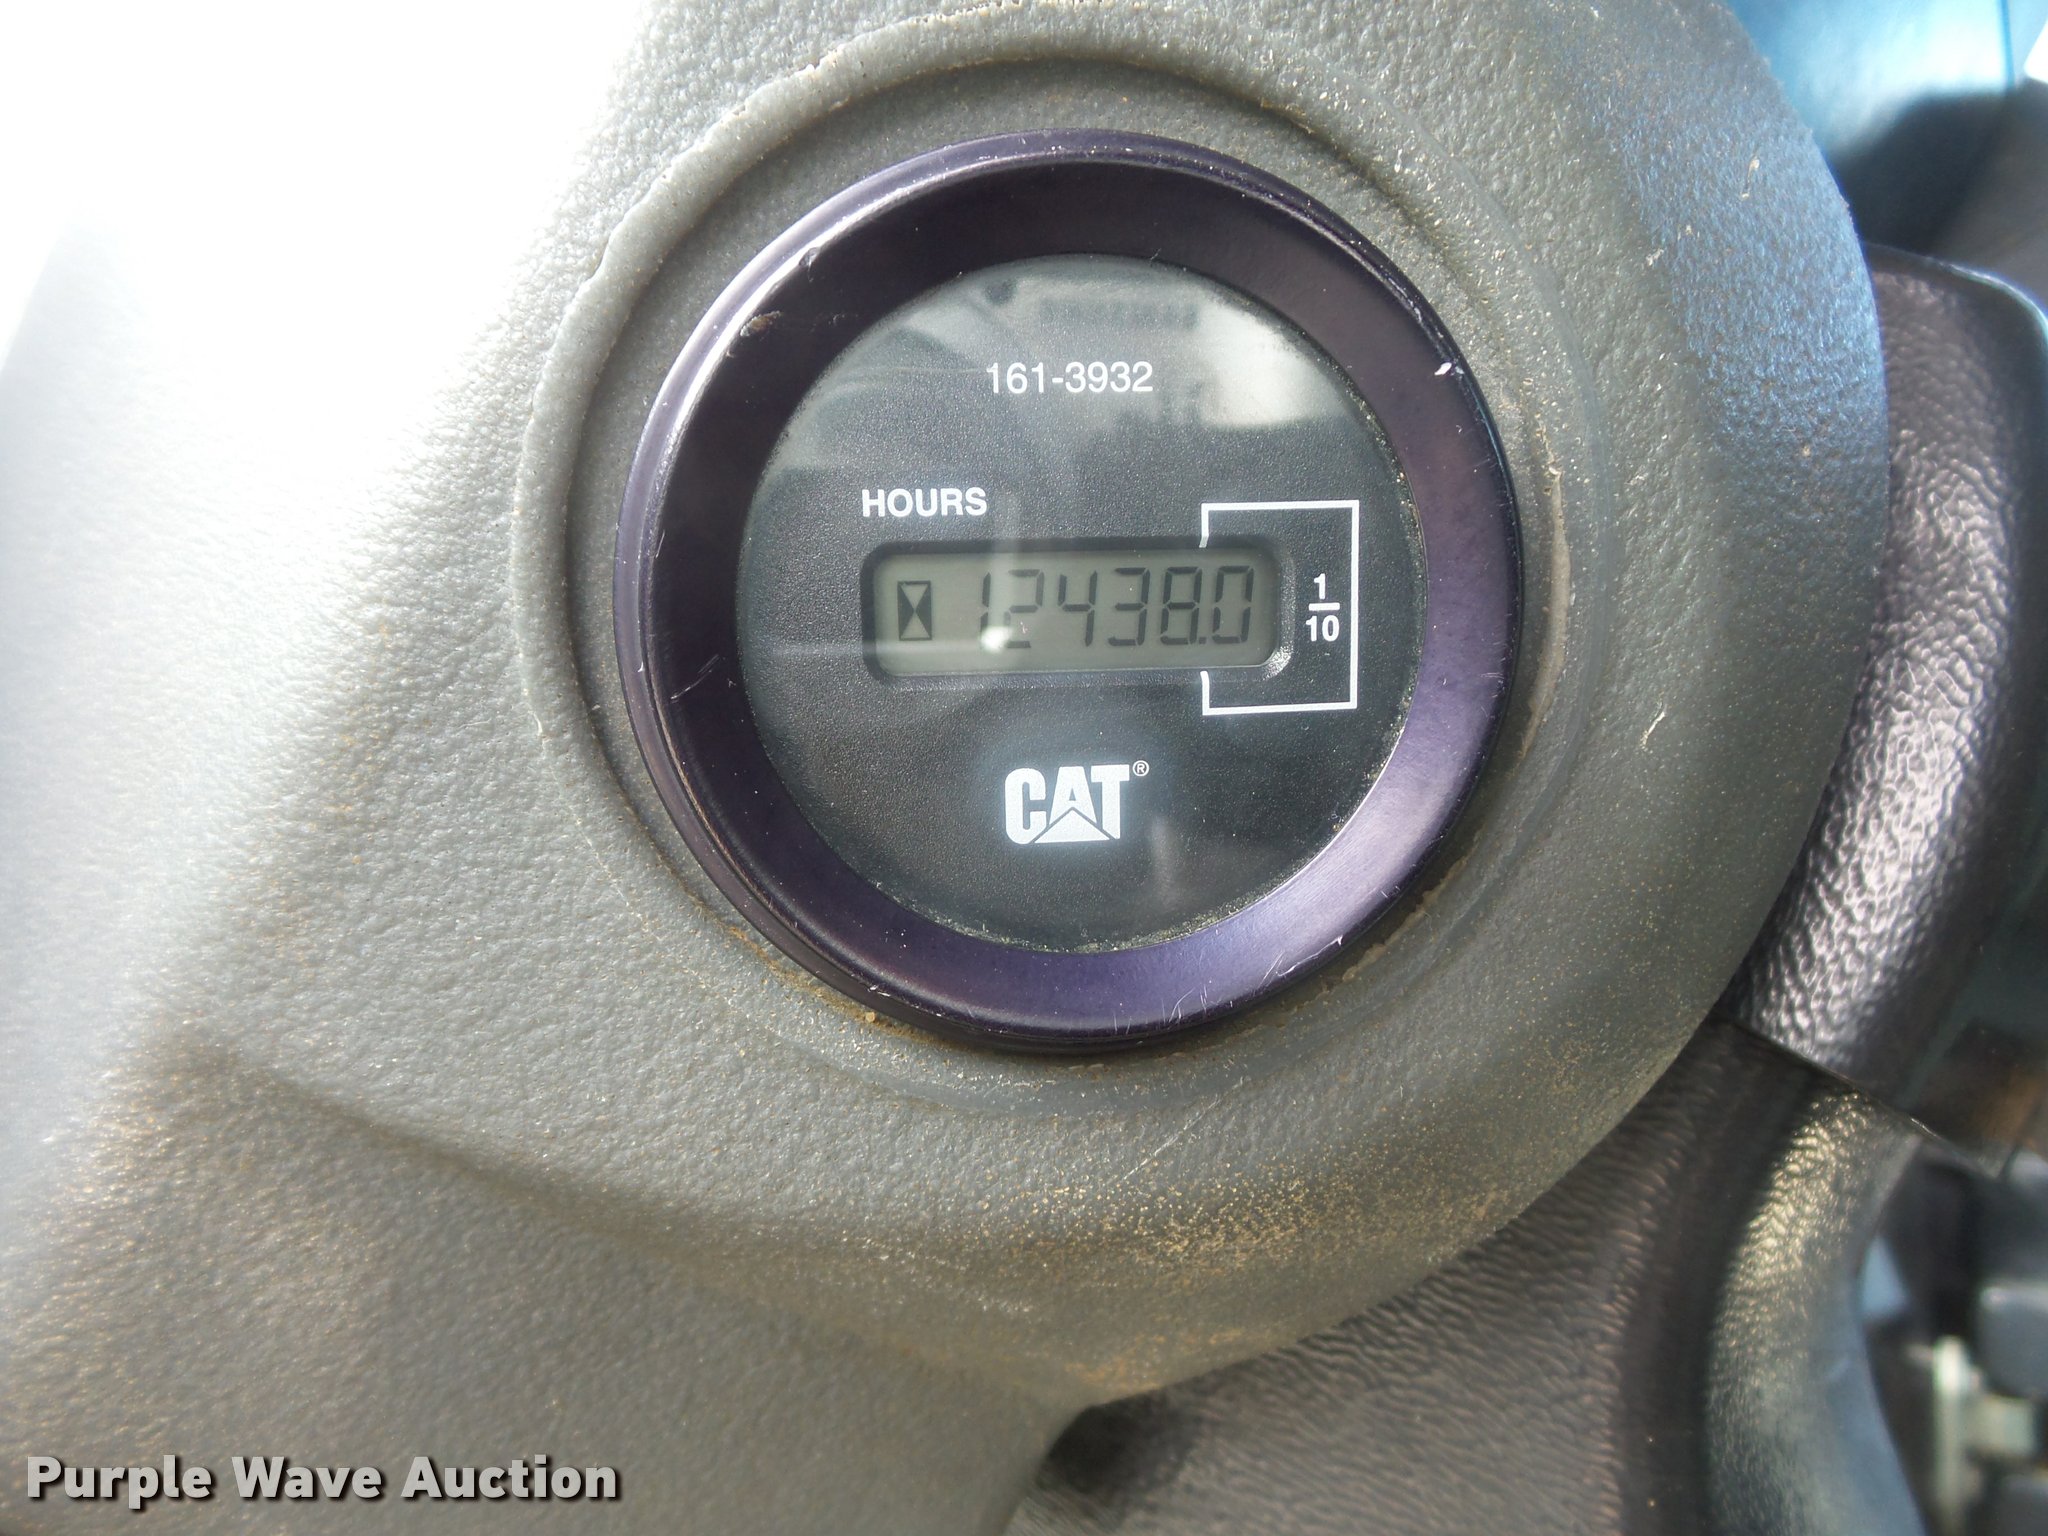 161-3932
HOURS
12438.0
1
10
CAT®
Purple Wave Auction